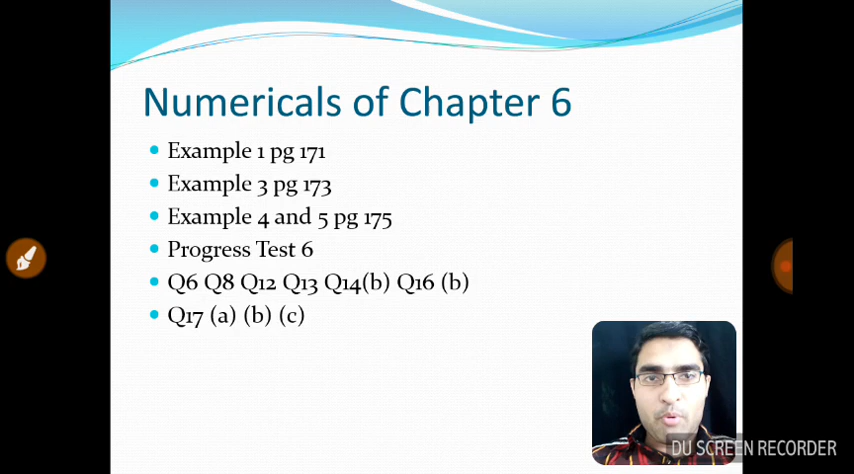 Numericals of Chapter 6
Example 1 pg 171
Example 3 pg 173
Example 4 and 5 pg 175
Progress Test 6
Q6 Q8 Q12 Q13 Q14(b) Q16 (b)
Q17 (a) (b) (c)
DU SCREEN RECORDER